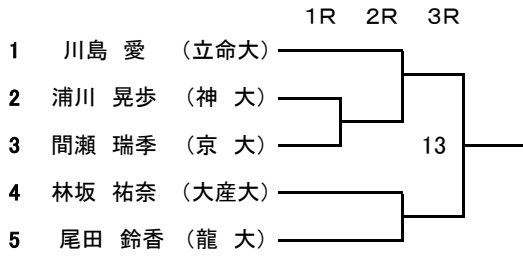 1R 2R 3R
1 川島 愛 (立命大)
2 浦川 晃歩 (神 大)
3 間瀬 瑞季 (京 大)
13
4 林坂 祐奈 (大産大)
5 尾田 鈴香 (龍 大)